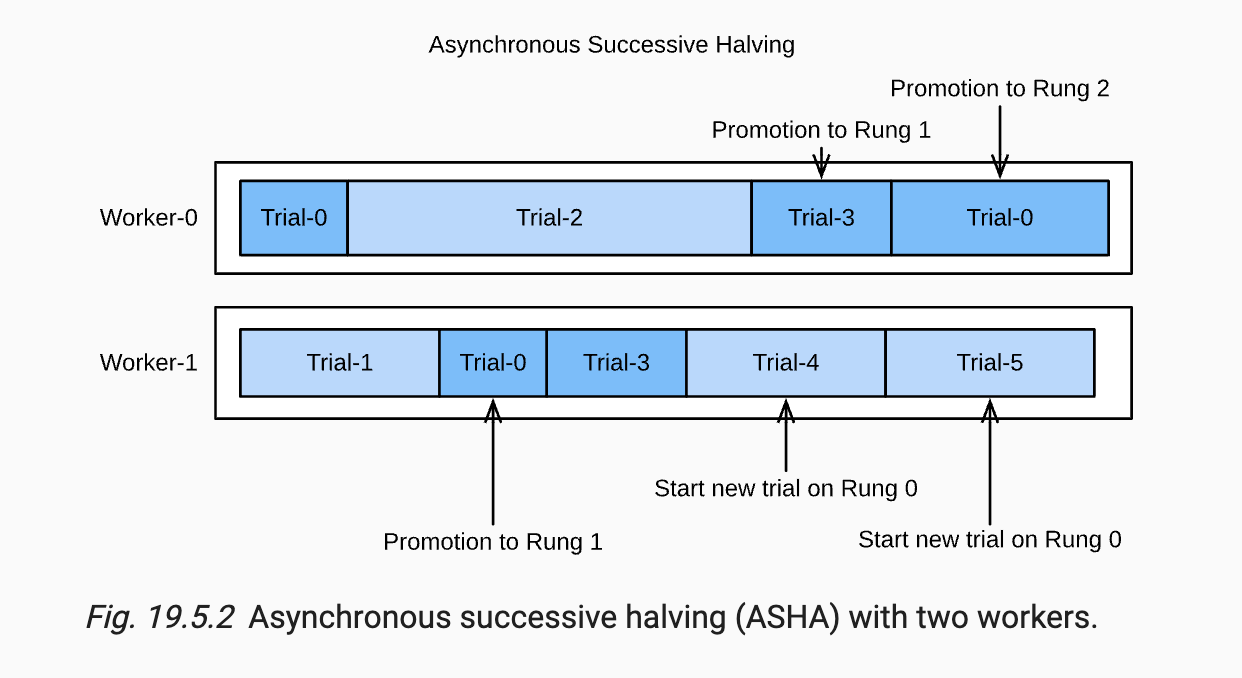 Asynchronous Successive Halving
Promotion to Rung 2
Promotion to Rung 1
Worker-0
Trial-0
Trial-2
Trial-3
Trial-0
Worker-1
Trial-1
Trial-0
Trial-3
Trial-4
Trial-5
Start new trial on Rung 0
Promotion to Rung 1
Start new trial on Rung 0
Fig. 19.5.2 Asynchronous successive halving (ASHA) with two workers.